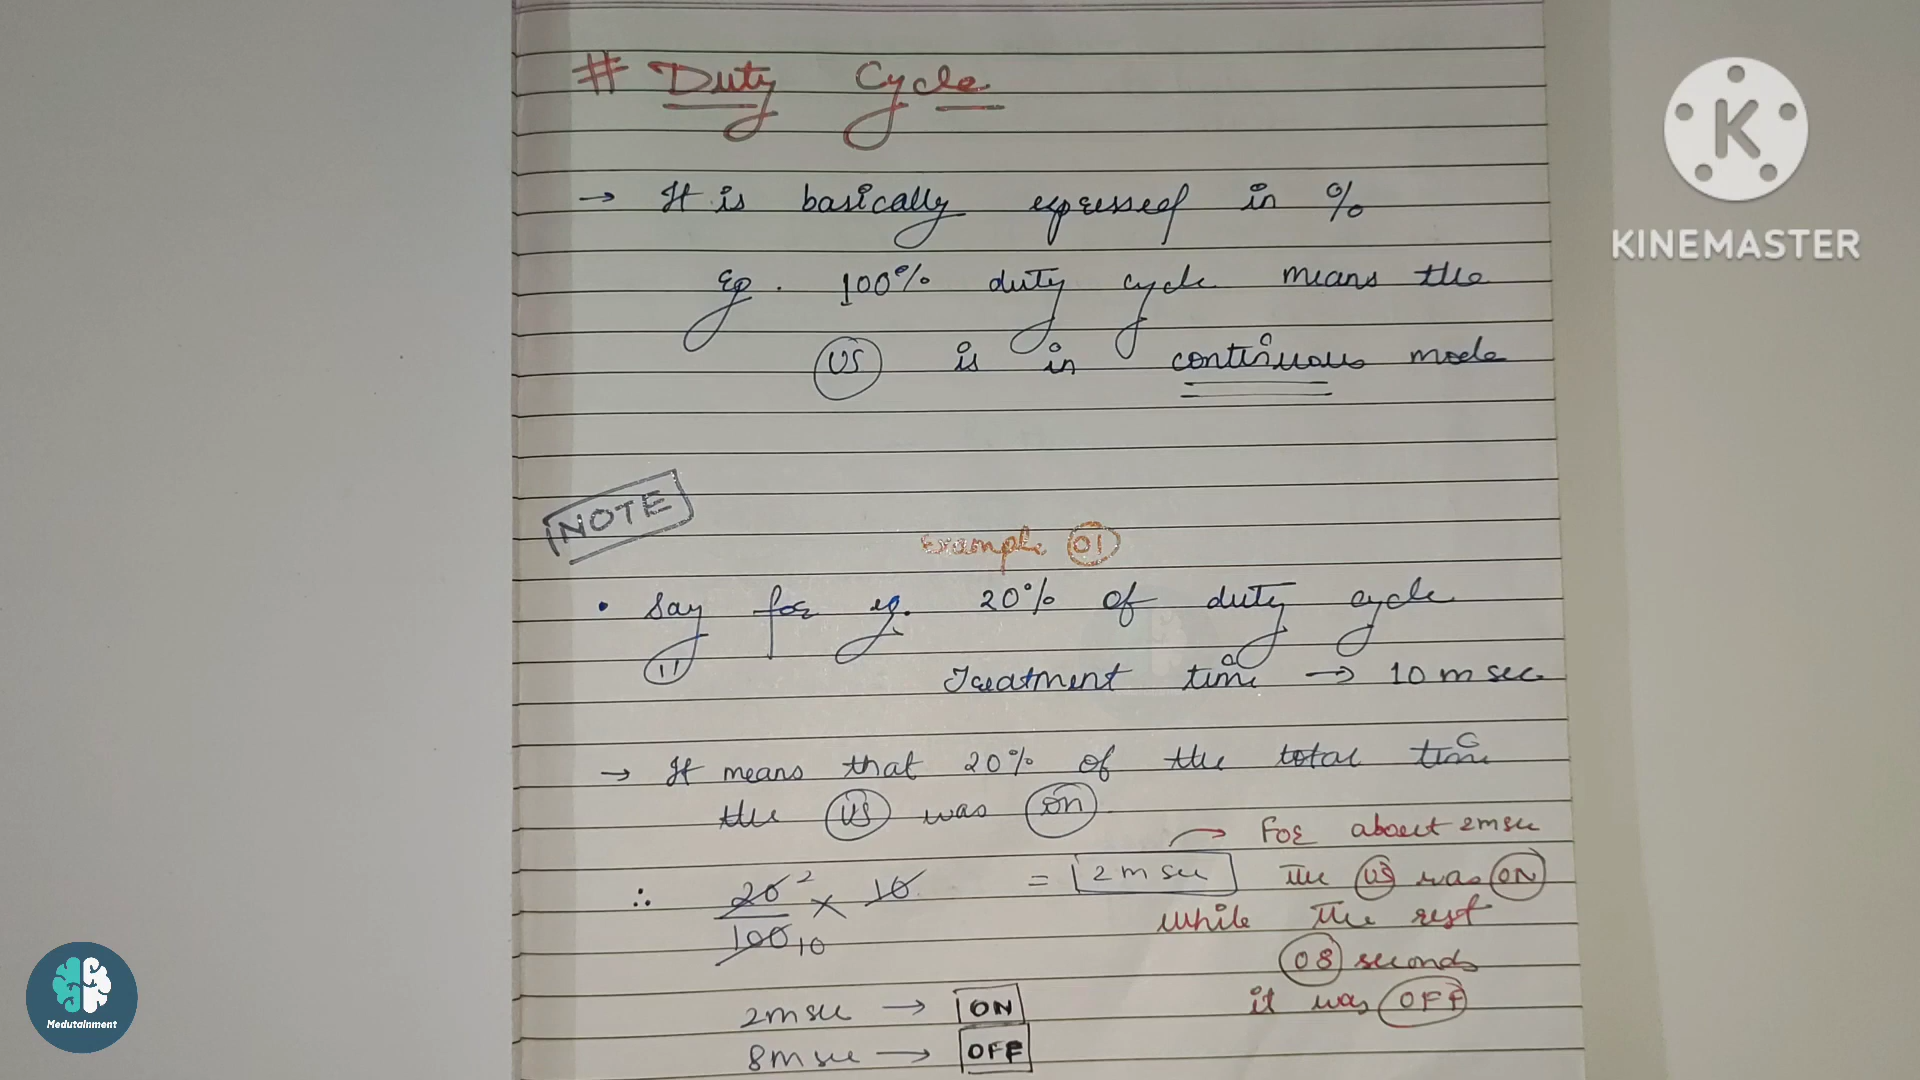 # Duty Cycle
→ It is basically expressed in %
Eg. 100% duty cycle means the
US is in continuous mode
NOTE
Example 01
• Say for eg. 20% of duty cycle
11
Treatment time → 10 m sec
→ It means that 20% of the total time
the US was on
∴ 20² / 100 10 × 10 = 2 m sec
→ For about 2msec
the US was ON
while the rest
08 seconds
it was OFF
2msec → ON
8msec → OFF
KINEMASTER
K
Medutainment